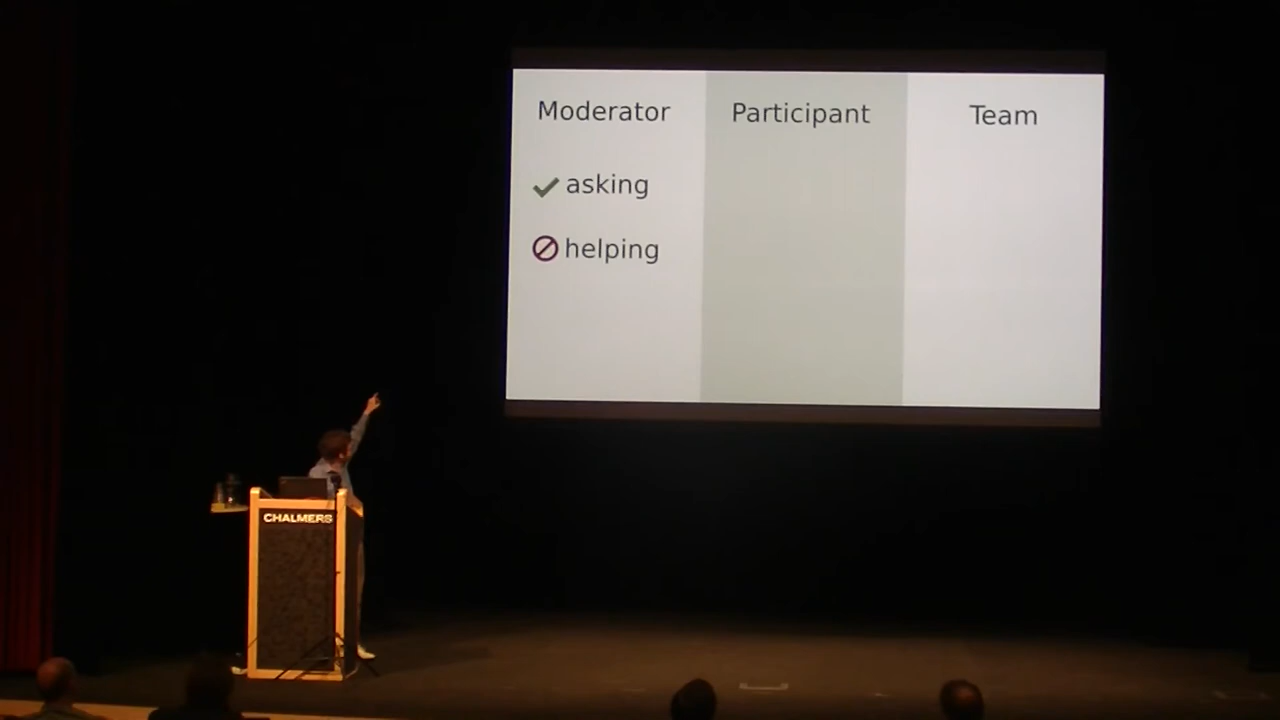 Moderator
Participant
Team
asking
helping
CHALMERS